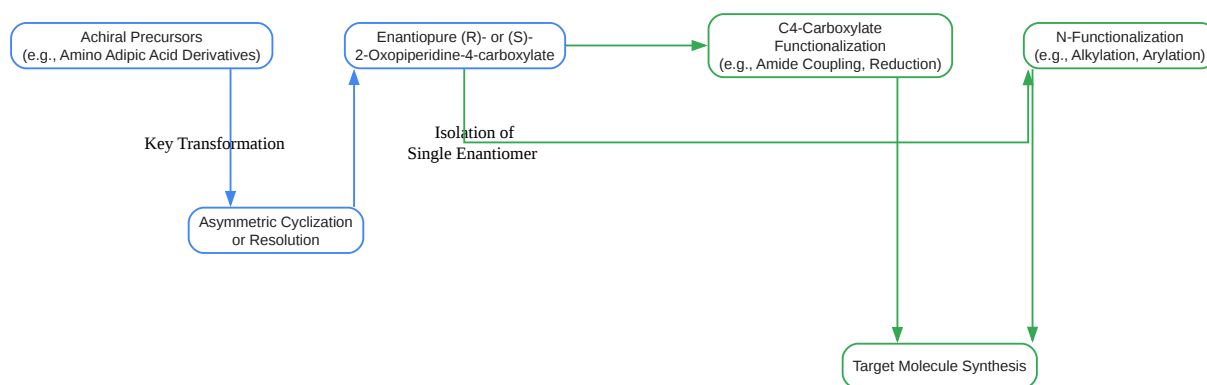 Achiral Precursors
(e.g., Amino Adipic Acid Derivatives)
Enantiopure (R)- or (S)-
2-Oxopiperidine-4-carboxylate
C4-Carboxylate
Functionalization
(e.g., Amide Coupling, Reduction)
N-Functionalization
(e.g., Alkylation, Arylation)
Key Transformation
Isolation of
Single Enantiomer
Asymmetric Cyclization
or Resolution
Target Molecule Synthesis